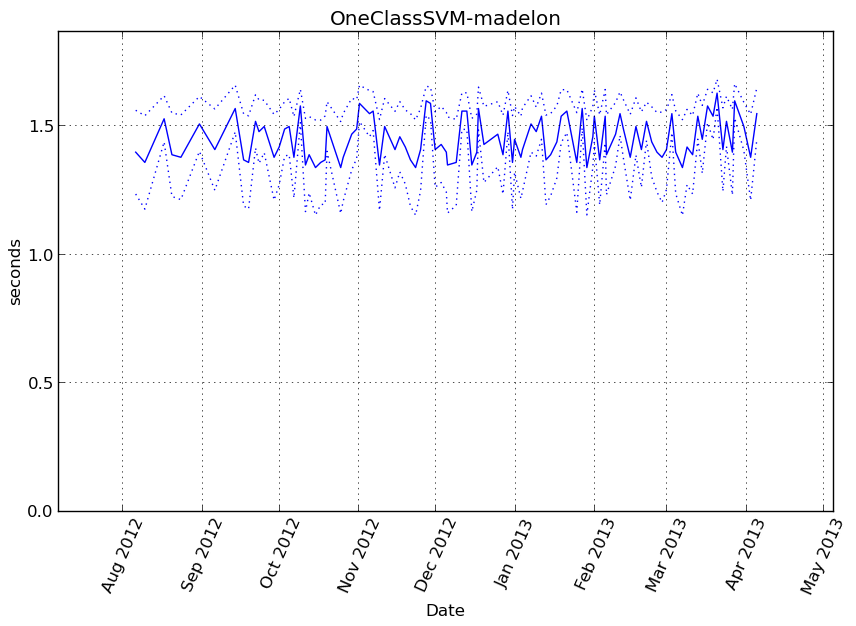 OneClassSVM-madelon
1.5
1.0
0.5
0.0
seconds
Aug 2012
Sep 2012
Oct 2012
Nov 2012
Dec 2012
Jan 2013
Feb 2013
Mar 2013
Apr 2013
May 2013
Date